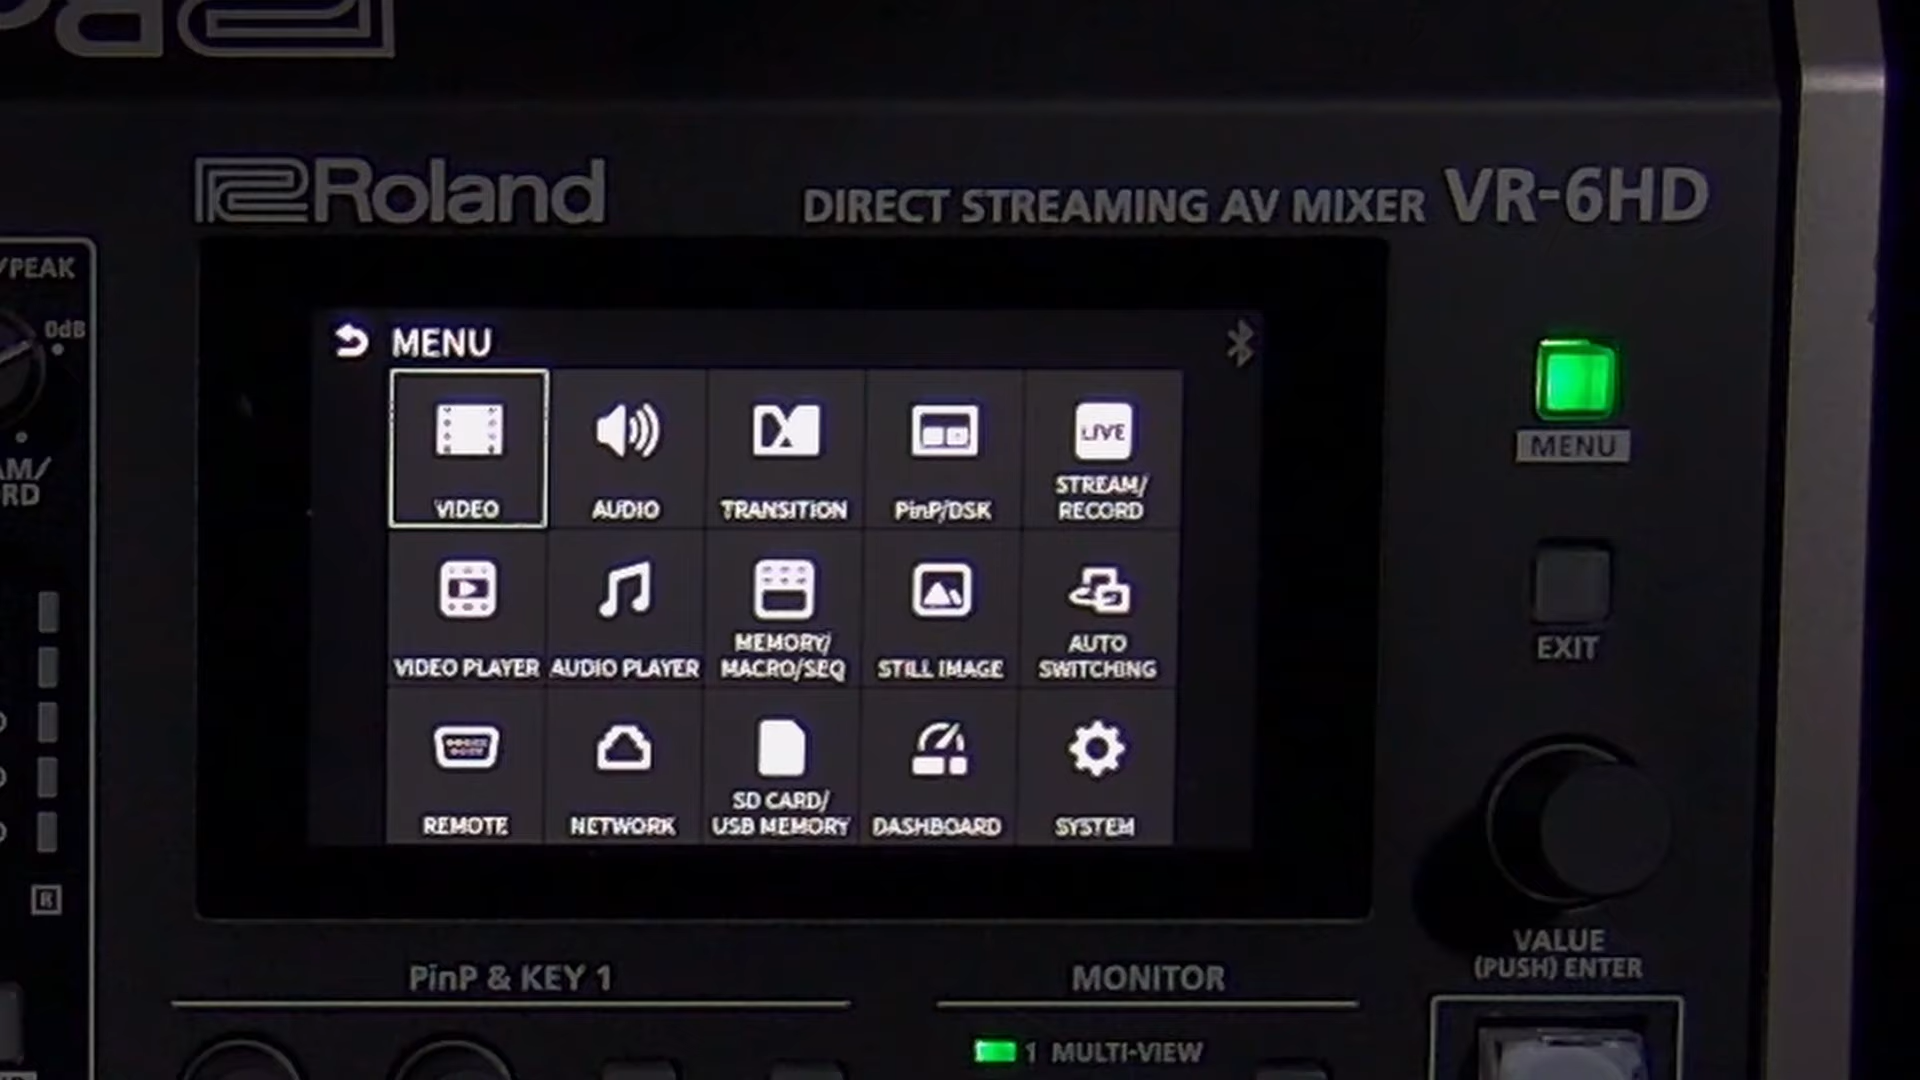 Roland
DIRECT STREAMING AV MIXER VR-6HD
/PEAK
0dB
AM/
RD
MENU
VIDEO
AUDIO
TRANSITION
PinP/DSK
LIVE
STREAM/
RECORD
VIDEO PLAYER
AUDIO PLAYER
MEMORY/
MACRO/SEQ
STILL IMAGE
AUTO
SWITCHING
REMOTE
NETWORK
SD CARD/
USB MEMORY
DASHBOARD
SYSTEM
MENU
EXIT
VALUE
(PUSH) ENTER
R
PinP & KEY 1
MONITOR
1 MULTI-VIEW